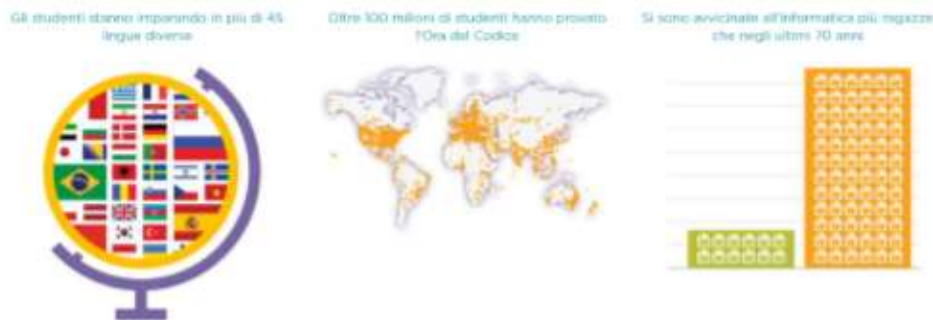 Gli studenti stanno imparando in più di 45
lingue diverse
Oltre 100 milioni di studenti hanno provato
l'Ora del Codice
Si sono avvicinate all'informatica più ragazze
che negli ultimi 70 anni